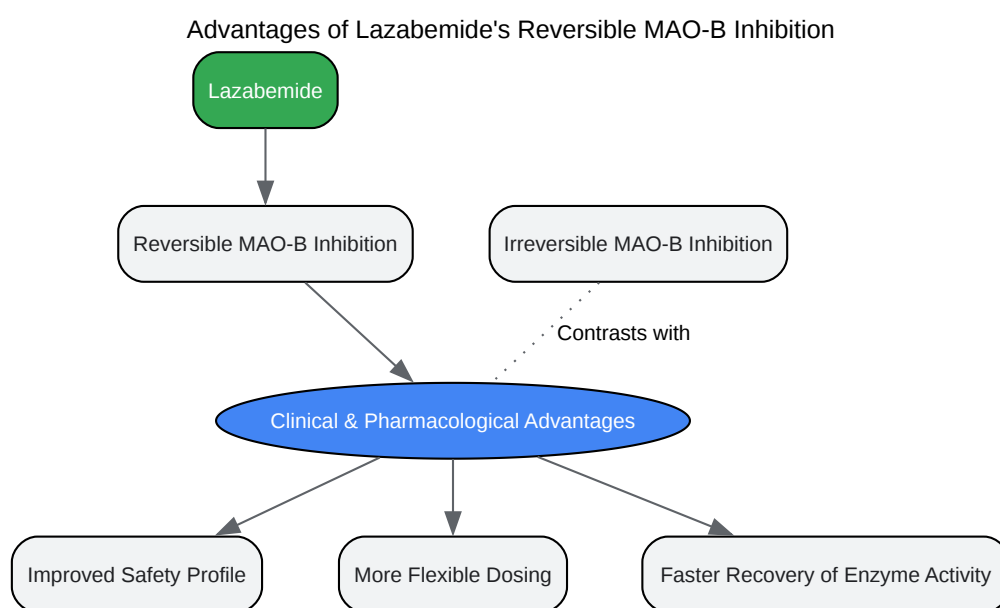 Advantages of Lazabemide's Reversible MAO-B Inhibition
Lazabemide
Reversible MAO-B Inhibition
Irreversible MAO-B Inhibition
Contrasts with
Clinical & Pharmacological Advantages
Improved Safety Profile
More Flexible Dosing
Faster Recovery of Enzyme Activity